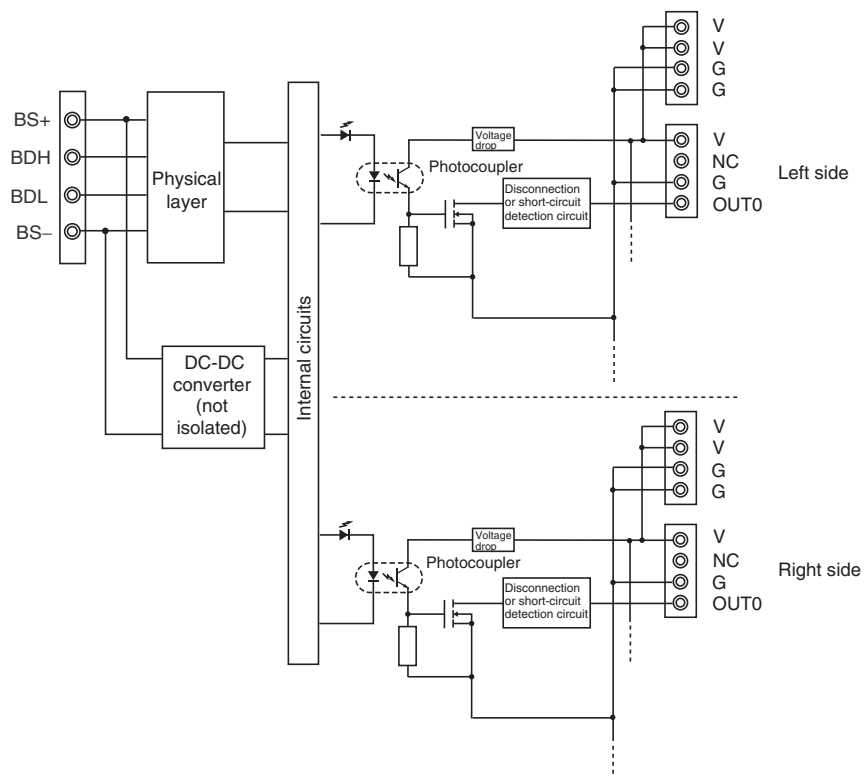 BS+
BDH
BDL
BS−
Physical
layer
DC-DC
converter
(not
isolated)
Internal circuits
Voltage
drop
Photocoupler
Disconnection
or short-circuit
detection circuit
V
V
G
G
V
NC
G
OUT0
Left side
Voltage
drop
Photocoupler
Disconnection
or short-circuit
detection circuit
V
V
G
G
V
NC
G
OUT0
Right side